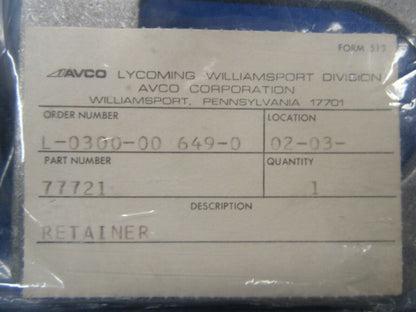 FORM 512
AVCO LYCOMING WILLIAMSPORT DIVISION
AVCO CORPORATION
WILLIAMSPORT, PENNSYLVANIA 17701
ORDER NUMBER LOCATION
L-0300-00 649-0 02-03-
PART NUMBER QUANTITY
77721 1
DESCRIPTION
RETAINER